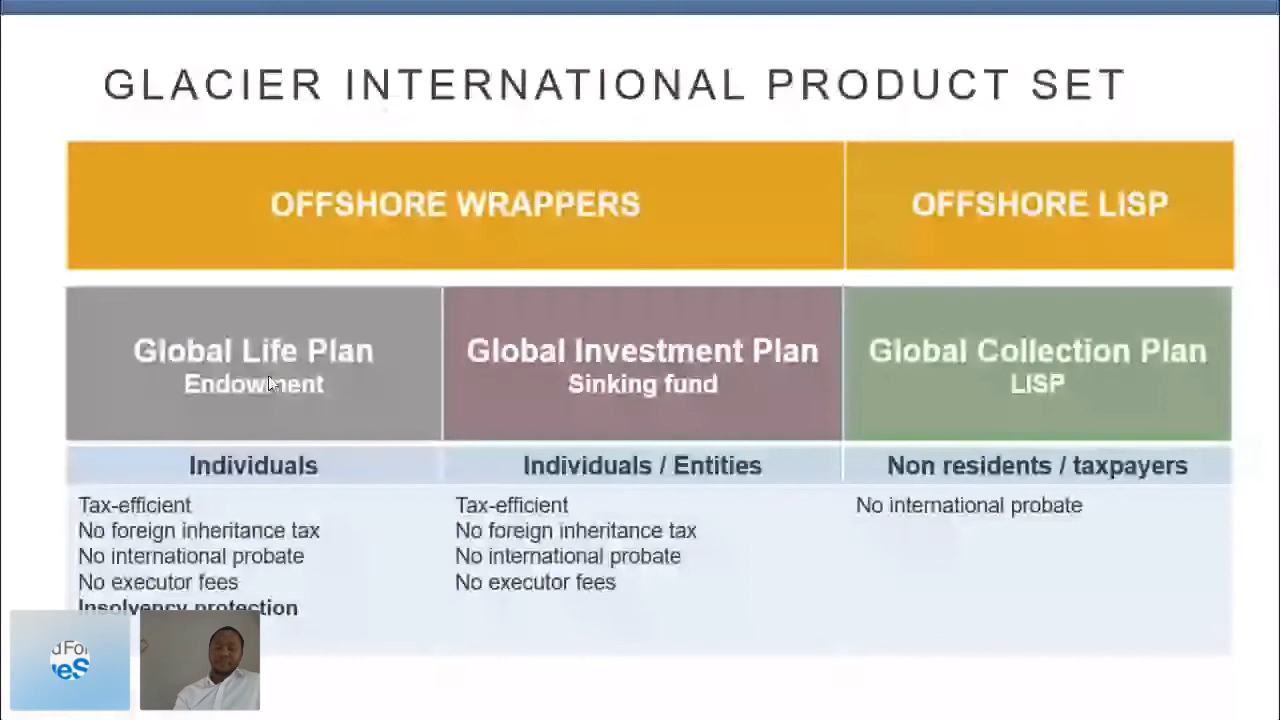 GLACIER INTERNATIONAL PRODUCT SET
OFFSHORE WRAPPERS
OFFSHORE LISP
Global Life Plan
Endowment
Global Investment Plan
Sinking fund
Global Collection Plan
LISP
Individuals
Individuals / Entities
Non residents / taxpayers
Tax-efficient
No foreign inheritance tax
No international probate
No executor fees
Insolvency protection
Tax-efficient
No foreign inheritance tax
No international probate
No executor fees
No international probate
dFor
eS